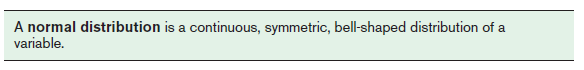 A normal distribution is a continuous, symmetric, bell-shaped distribution of a
variable.